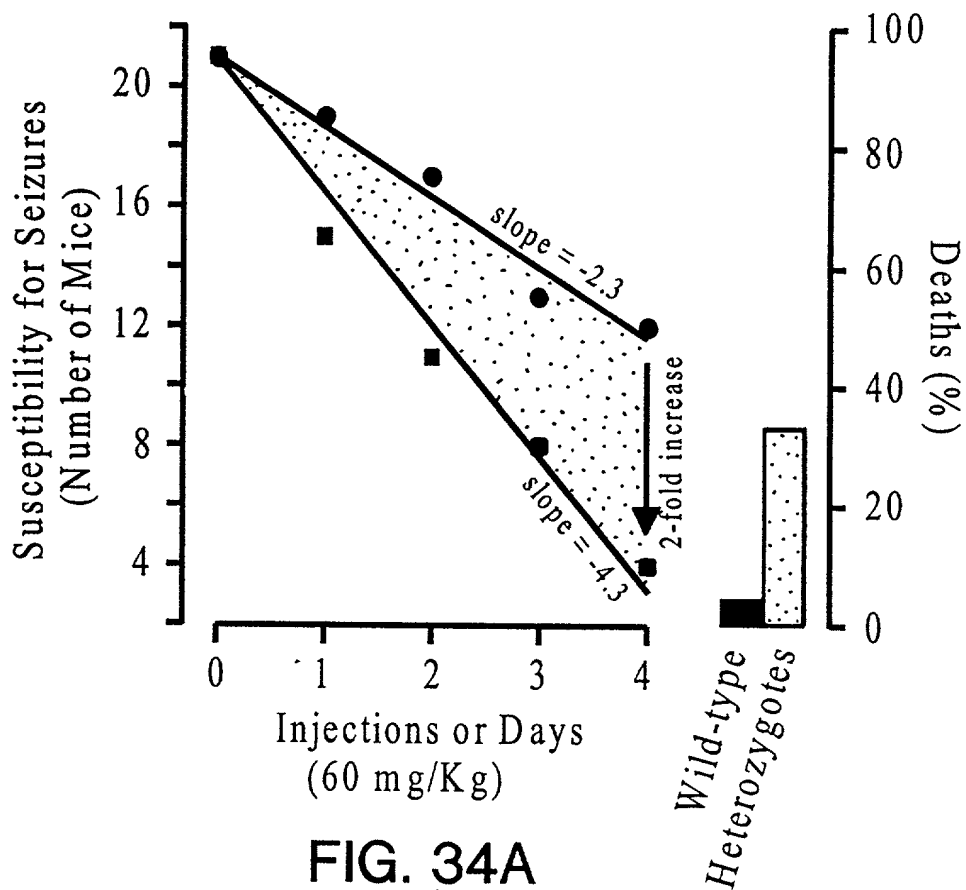 Susceptibility for Seizures
(Number of Mice)
20
16
12
8
4
slope = -2.3
slope = -4.3
2-fold increase
0
1
2
3
4
Injections or Days
(60 mg/Kg)
100
80
60
40
20
0
Deaths (%)
Wild-type
Heterozygotes
FIG. 34A